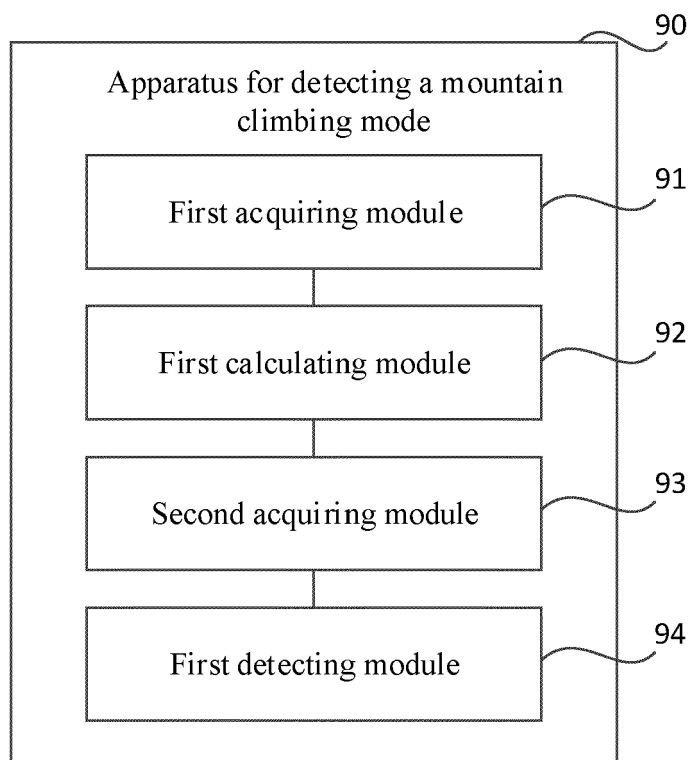 90
Apparatus for detecting a mountain
climbing mode
First acquiring module
91
First calculating module
92
Second acquiring module
93
First detecting module
94